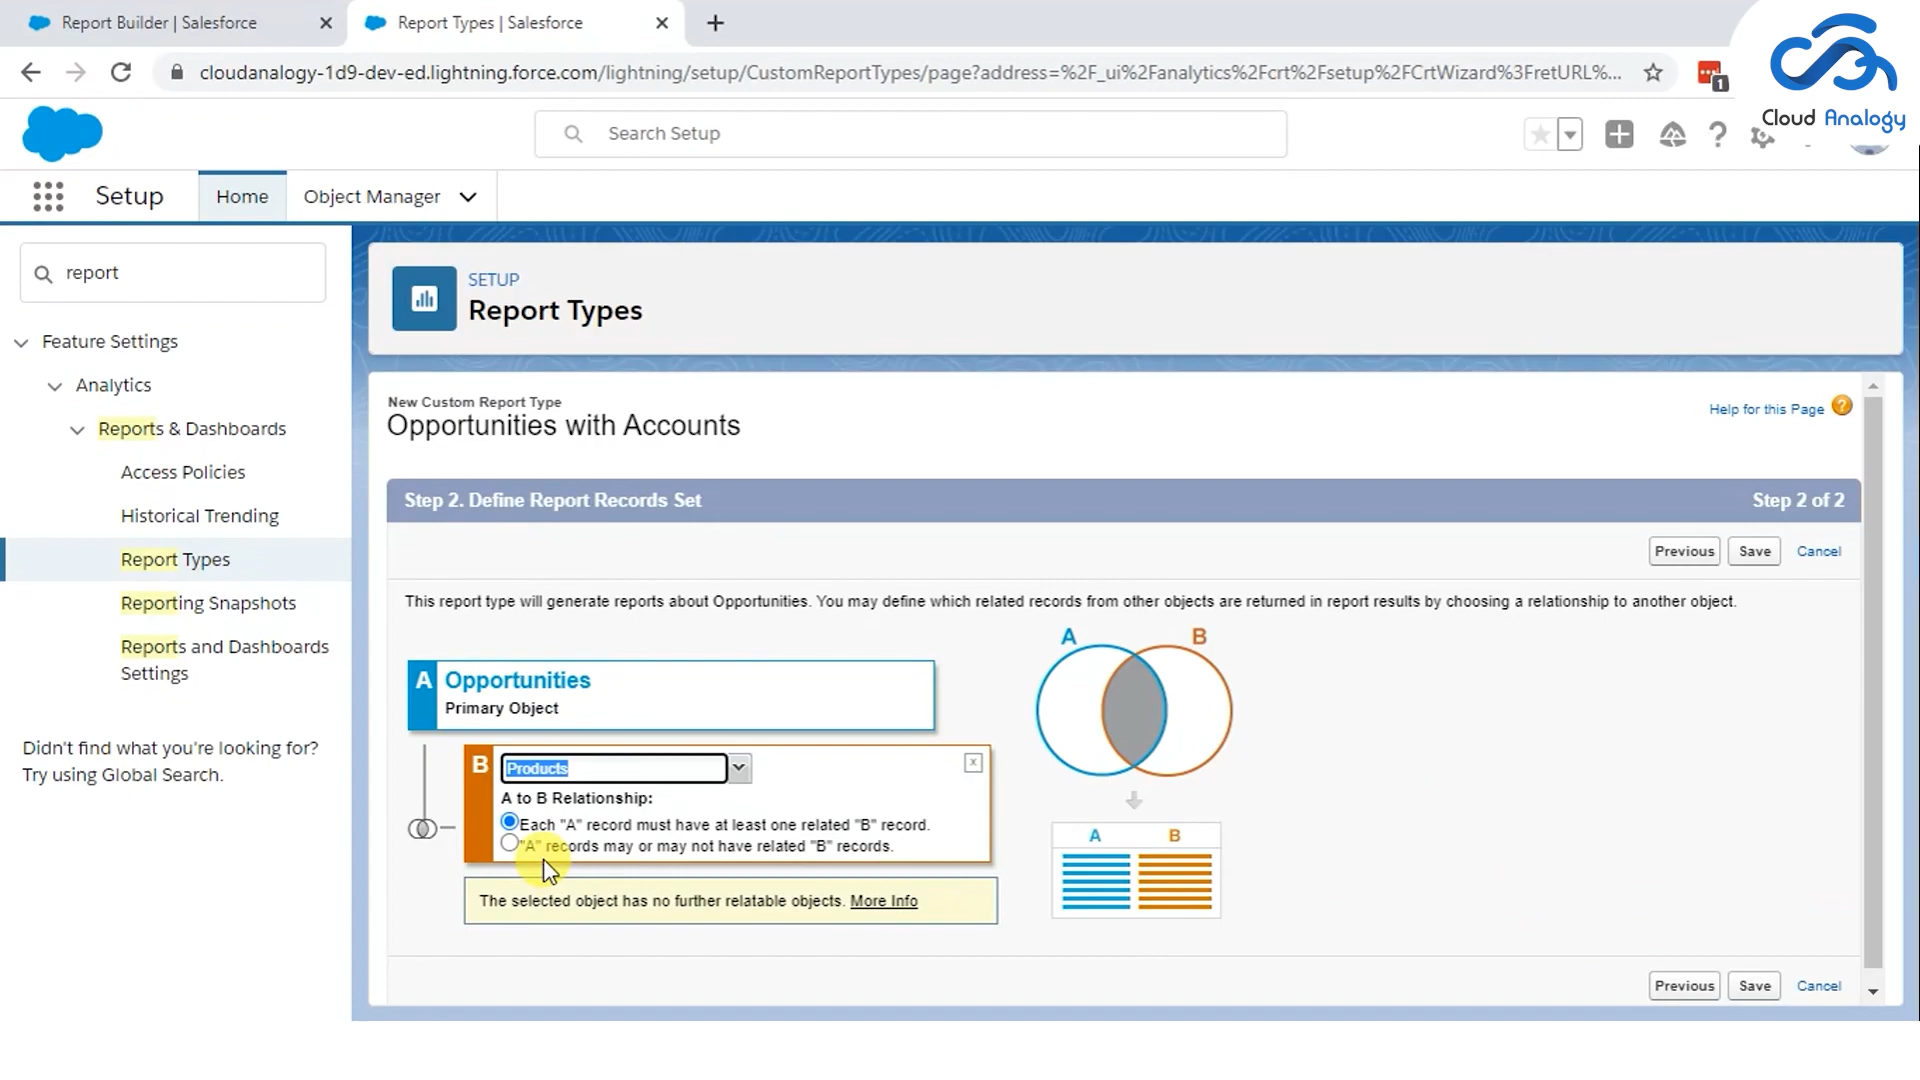 Report Builder | Salesforce
Report Types | Salesforce
cloudanalogy-1d9-dev-ed.lightning.force.com/lightning/setup/CustomReportTypes/page?address=%2F_ui%2Fanalytics%2Fcrt%2Fsetup%2FCrtWizard%3FretURL%...
1
Cloud Analogy
Search Setup
Setup
Home
Object Manager
report
Feature Settings
Analytics
Reports & Dashboards
Access Policies
Historical Trending
Report Types
Reporting Snapshots
Reports and Dashboards
Settings
Didn't find what you're looking for?
Try using Global Search.
SETUP
Report Types
New Custom Report Type
Opportunities with Accounts
Help for this Page ?
Step 2. Define Report Records Set
Step 2 of 2
Previous
Save
Cancel
This report type will generate reports about Opportunities. You may define which related records from other objects are returned in report results by choosing a relationship to another object.
A
Opportunities
Primary Object
B
Products
x
A to B Relationship:
Each "A" record must have at least one related "B" record.
"A" records may or may not have related "B" records.
The selected object has no further relatable objects. More Info
A
B
A
B
Previous
Save
Cancel